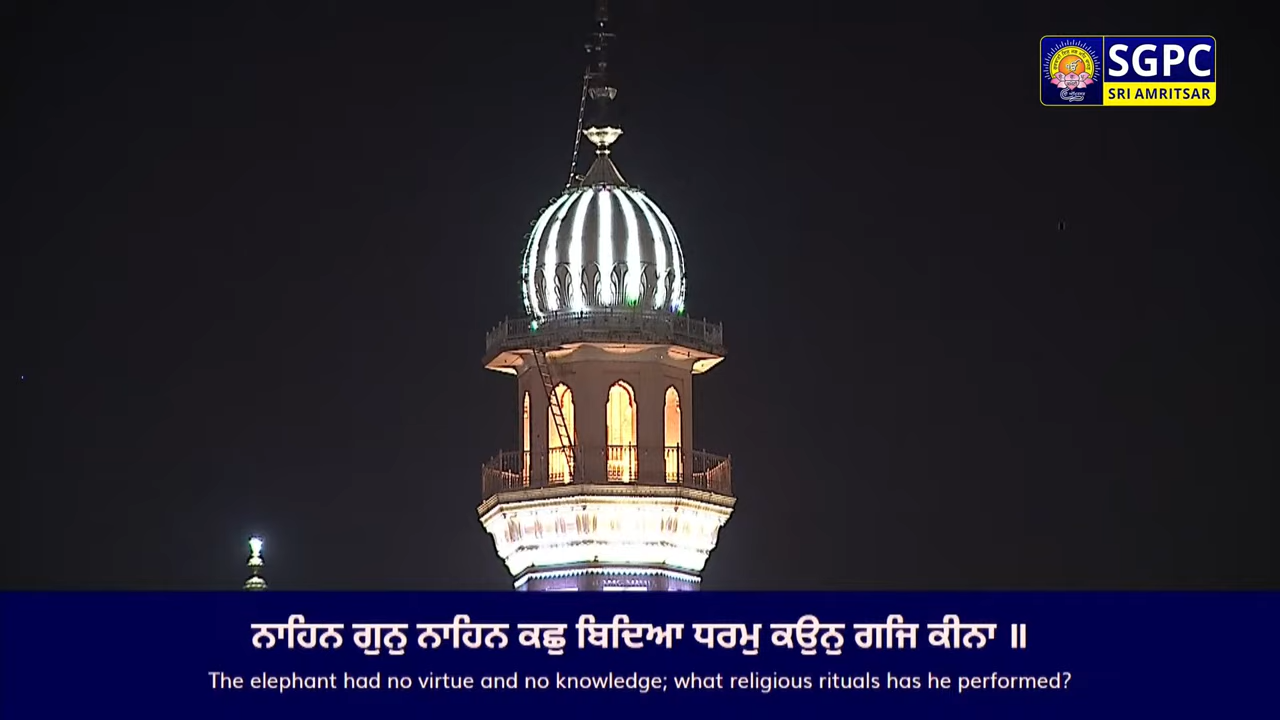 SGPC
SRI AMRITSAR
ਨਾਹਿਨ ਗੁਨੁ ਨਾਹਿਨ ਕਛੁ ਬਿਦਿਆ ਧਰਮੁ ਕਉਨੁ ਗਜਿ ਕੀਨਾ ॥
The elephant had no virtue and no knowledge; what religious rituals has he performed?